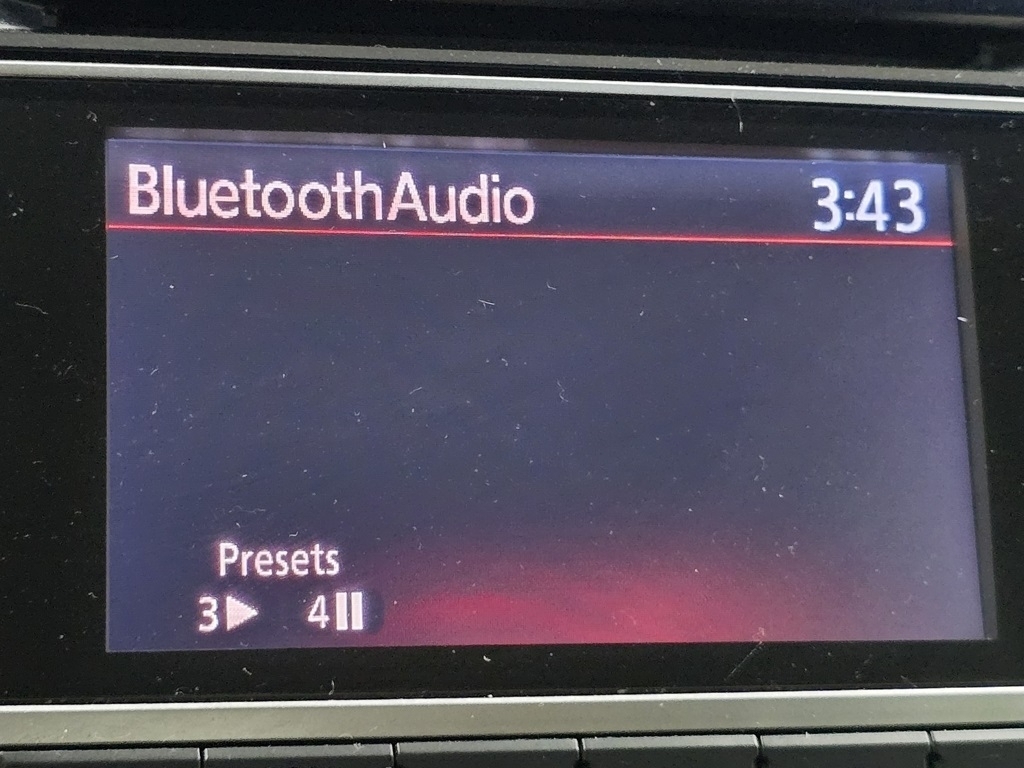 BluetoothAudio 3:43
Presets
3▶ 4⏸